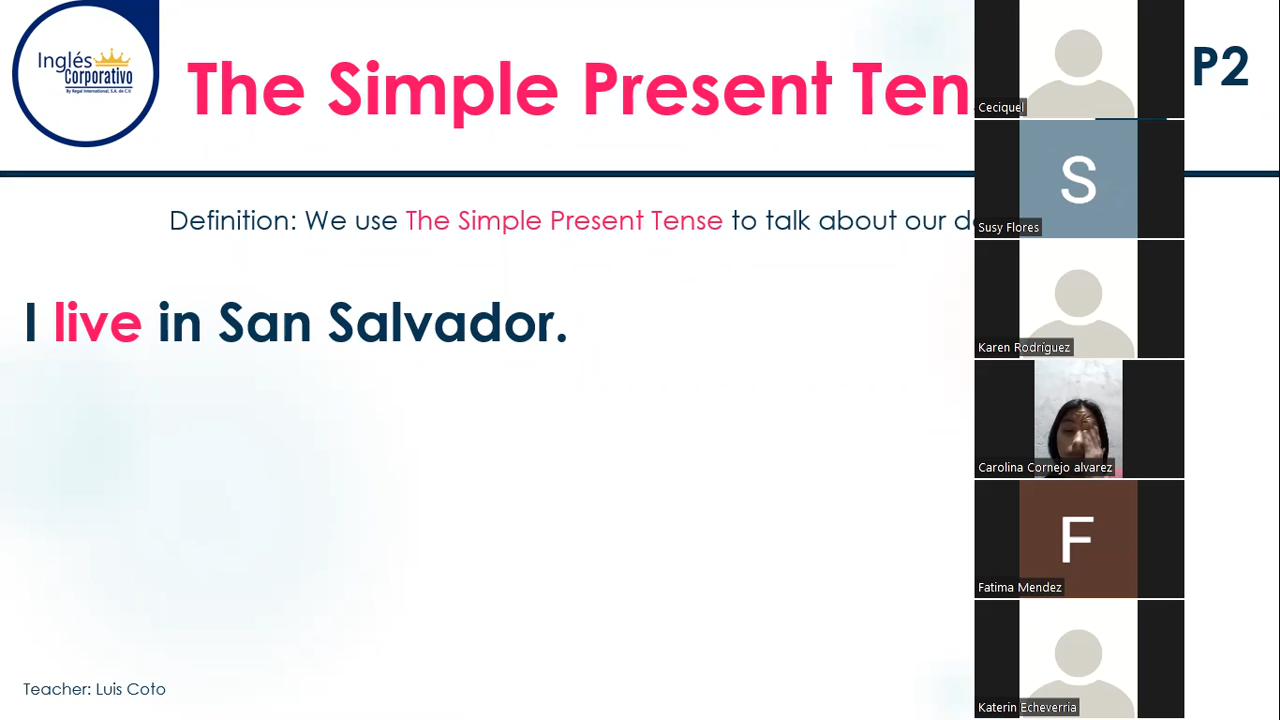 Inglés
Corporativo
By Regal International, S.A. de C.V.
The Simple Present Ten
P2
Definition: We use The Simple Present Tense to talk about our d
I live in San Salvador.
Teacher: Luis Coto
Ceciquel
S
Susy Flores
Karen Rodríguez
Carolina Cornejo alvarez
F
Fatima Mendez
Katerin Echeverria